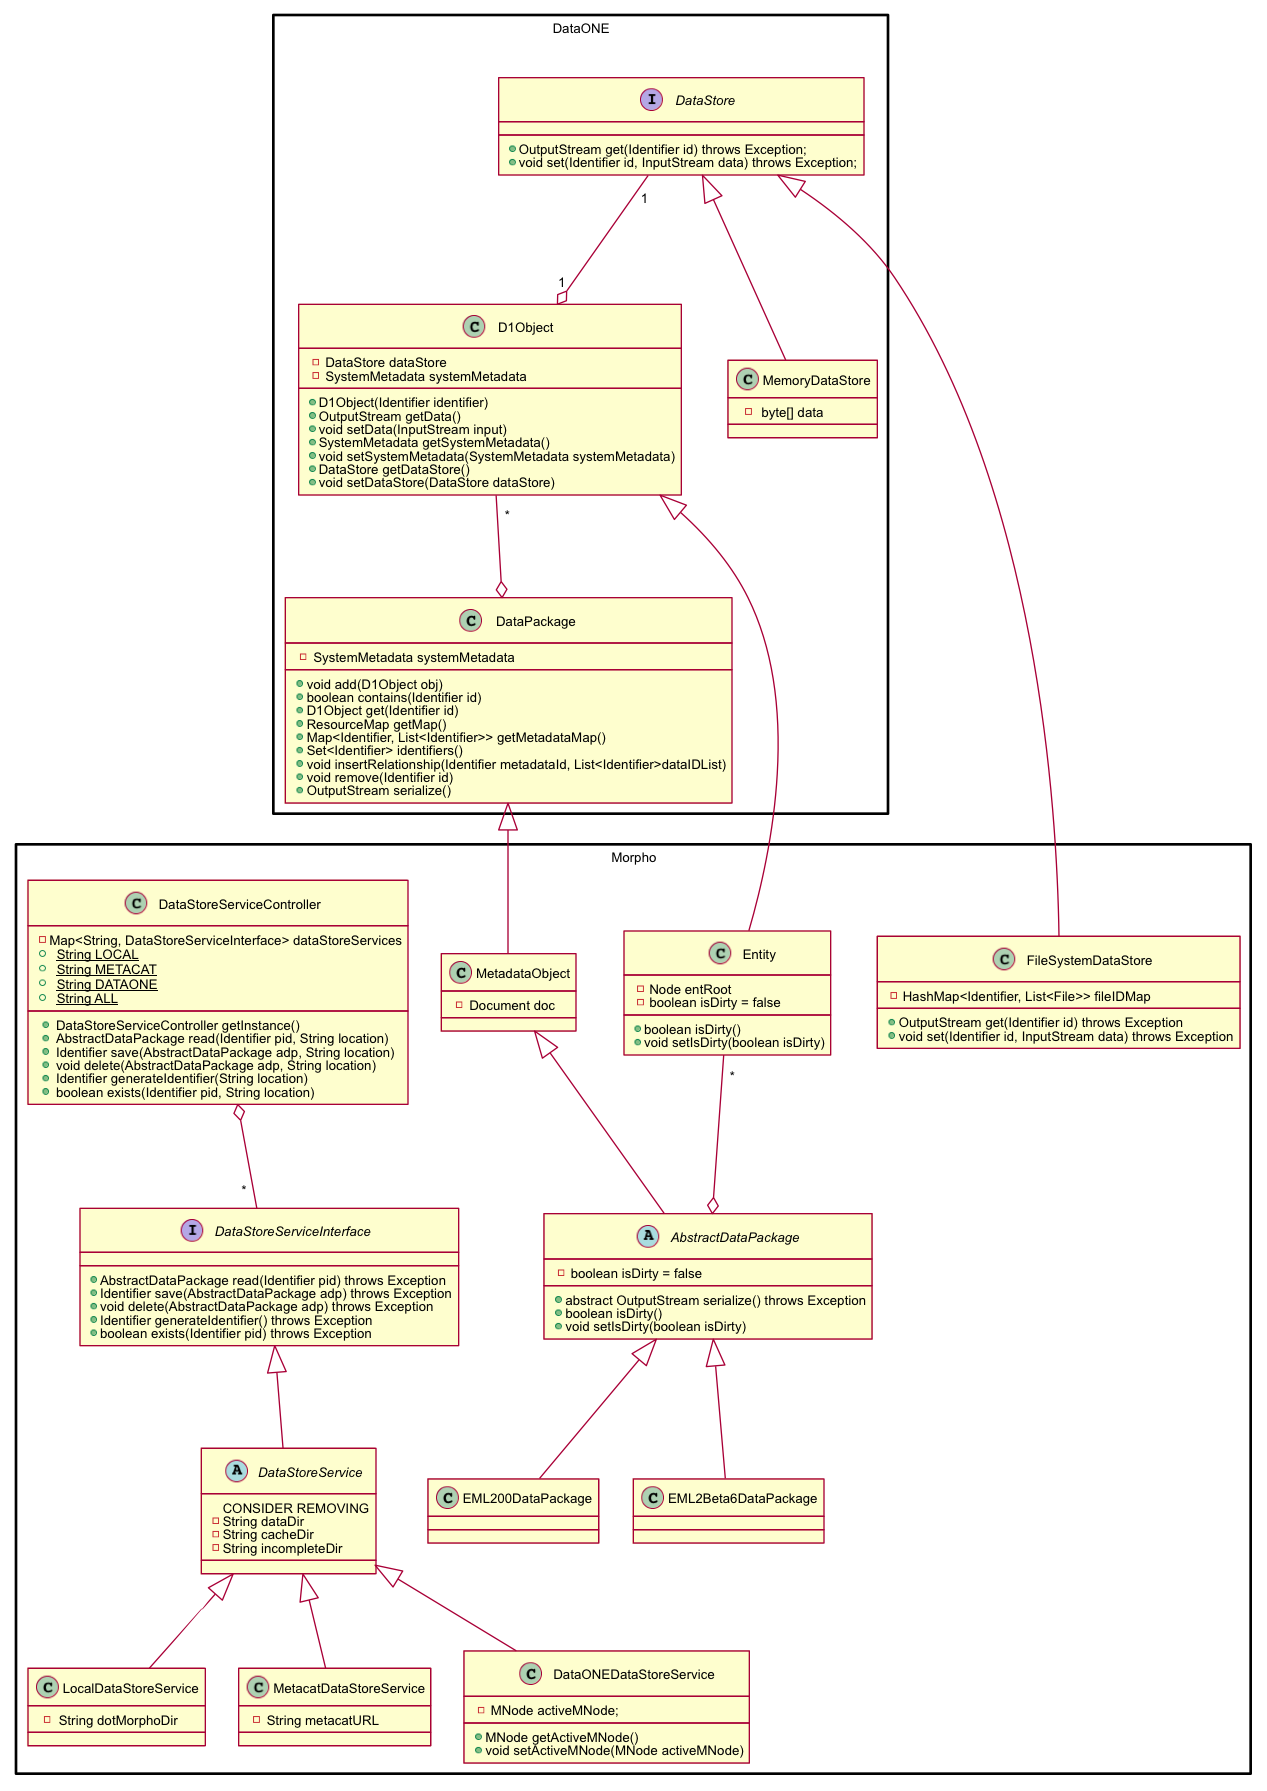 DataONE
I DataStore
OutputStream get(Identifier id) throws Exception;
void set(Identifier id, InputStream data) throws Exception;
1
1
C D1Object
DataStore dataStore
SystemMetadata systemMetadata
D1Object(Identifier identifier)
OutputStream getData()
void setData(InputStream input)
SystemMetadata getSystemMetadata()
void setSystemMetadata(SystemMetadata systemMetadata)
DataStore getDataStore()
void setDataStore(DataStore dataStore)
C MemoryDataStore
byte[] data
*
C DataPackage
SystemMetadata systemMetadata
void add(D1Object obj)
boolean contains(Identifier id)
D1Object get(Identifier id)
ResourceMap getMap()
Map<Identifier, List<Identifier>> getMetadataMap()
Set<Identifier> identifiers()
void insertRelationship(Identifier metadataId, List<Identifier>dataIDList)
void remove(Identifier id)
OutputStream serialize()
Morpho
C DataStoreServiceController
Map<String, DataStoreServiceInterface> dataStoreServices
String LOCAL
String METACAT
String DATAONE
String ALL
DataStoreServiceController getInstance()
AbstractDataPackage read(Identifier pid, String location)
Identifier save(AbstractDataPackage adp, String location)
void delete(AbstractDataPackage adp, String location)
Identifier generateIdentifier(String location)
boolean exists(Identifier pid, String location)
C MetadataObject
Document doc
C Entity
Node entRoot
boolean isDirty = false
boolean isDirty()
void setIsDirty(boolean isDirty)
C FileSystemDataStore
HashMap<Identifier, List<File>> fileIDMap
OutputStream get(Identifier id) throws Exception
void set(Identifier id, InputStream data) throws Exception
*
*
I DataStoreServiceInterface
AbstractDataPackage read(Identifier pid) throws Exception
Identifier save(AbstractDataPackage adp) throws Exception
void delete(AbstractDataPackage adp) throws Exception
Identifier generateIdentifier() throws Exception
boolean exists(Identifier pid) throws Exception
A AbstractDataPackage
boolean isDirty = false
abstract OutputStream serialize() throws Exception
boolean isDirty()
void setIsDirty(boolean isDirty)
A DataStoreService
CONSIDER REMOVING
String dataDir
String cacheDir
String incompleteDir
C EML200DataPackage
C EML2Beta6DataPackage
C LocalDataStoreService
String dotMorphoDir
C MetacatDataStoreService
String metacatURL
C DataONEDataStoreService
MNode activeMNode;
MNode getActiveMNode()
void setActiveMNode(MNode activeMNode)